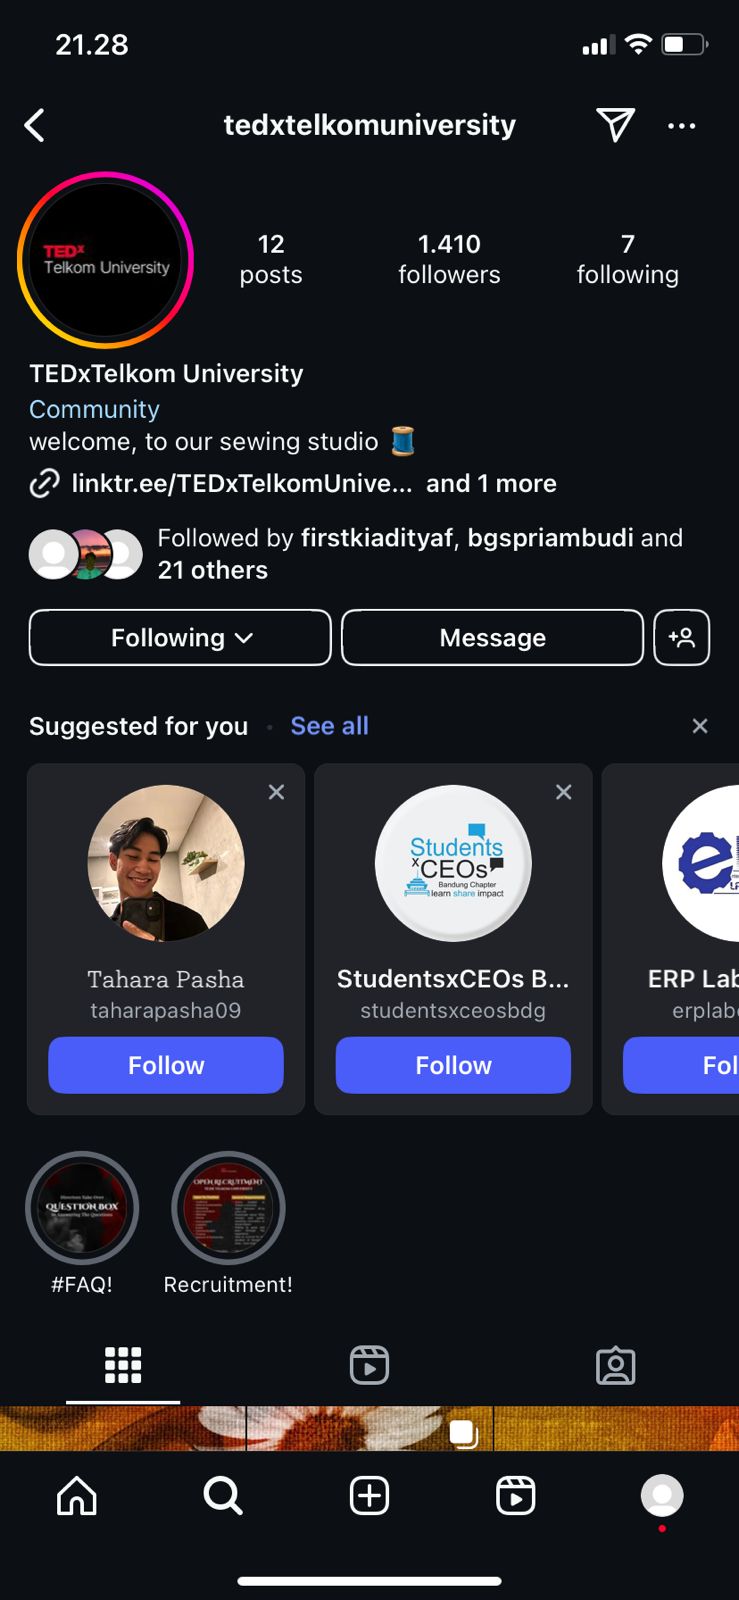 21.28
tedxtelkomuniversity
TEDx
Telkom University
12
posts
1.410
followers
7
following
TEDxTelkom University
Community
welcome, to our sewing studio 🧵
linktr.ee/TEDxTelkomUnive... and 1 more
Followed by firstkiadityaf, bgspriambudi and
21 others
Following
Message
Suggested for you · See all
Students
xCEOs
Bandung Chapter
learn share impact
Tahara Pasha
taharapasha09
Follow
StudentsxCEOs B...
studentsxceosbdg
Follow
ERP Lab
erplab
Fol
QUESTION BOX
OPEN RECRUITMENT
#FAQ!
Recruitment!